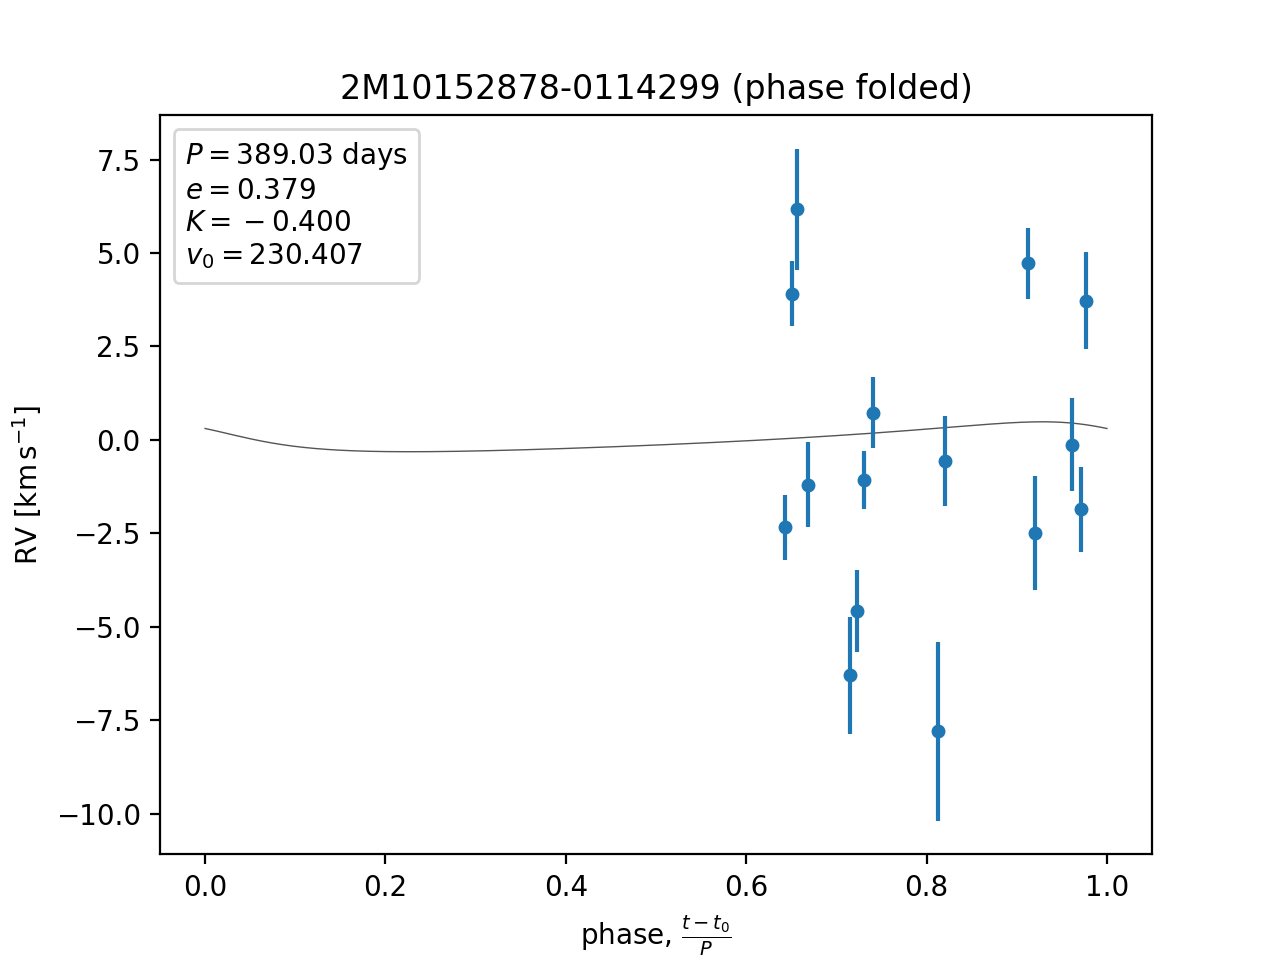 2M10152878-0114299 (phase folded)
P = 389.03 days
e = 0.379
K = −0.400
v₀ = 230.407
7.5
5.0
2.5
0.0
−2.5
−5.0
−7.5
−10.0
RV [km s⁻¹]
0.0 0.2 0.4 0.6 0.8 1.0
phase, (t − t₀)/P